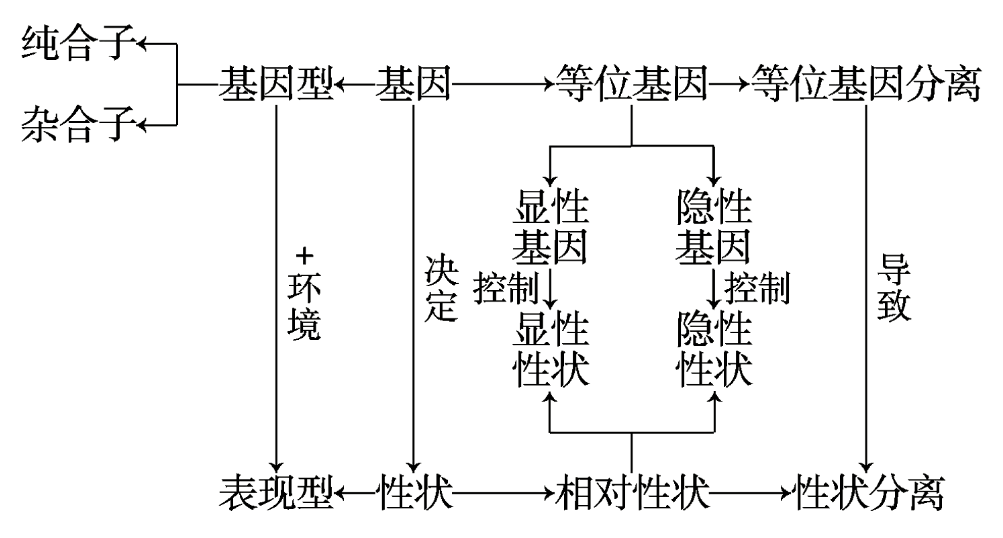 纯合子
基因型
基因
等位基因
等位基因分离
杂合子
显性
基因
隐性
基因
+环境
决定
控制
控制
导致
显性
性状
隐性
性状
表现型
性状
相对性状
性状分离